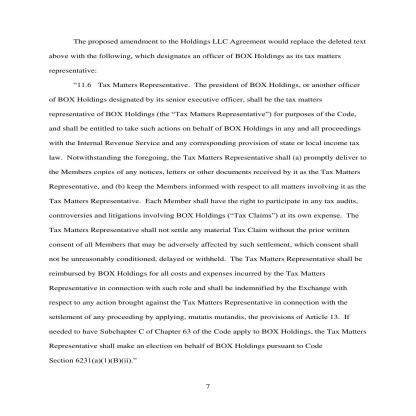 The proposed amendment to the Holdings LLC Agreement would replace the deleted text
above with the following, which designates an officer of BOX Holdings as its tax matters
representative:
“11.6 Tax Matters Representative. The president of BOX Holdings, or another officer
of BOX Holdings designated by its senior executive officer, shall be the tax matters
representative of BOX Holdings (the “Tax Matters Representative”) for purposes of the Code,
and shall be entitled to take such actions on behalf of BOX Holdings in any and all proceedings
with the Internal Revenue Service and any corresponding provision of state or local income tax
law. Notwithstanding the foregoing, the Tax Matters Representative shall (a) promptly deliver to
the Members copies of any notices, letters or other documents received by it as the Tax Matters
Representative, and (b) keep the Members informed with respect to all matters involving it as the
Tax Matters Representative. Each Member shall have the right to participate in any tax audits,
controversies and litigations involving BOX Holdings (“Tax Claims”) at its own expense. The
Tax Matters Representative shall not settle any material Tax Claim without the prior written
consent of all Members that may be adversely affected by such settlement, which consent shall
not be unreasonably conditioned, delayed or withheld. The Tax Matters Representative shall be
reimbursed by BOX Holdings for all costs and expenses incurred by the Tax Matters
Representative in connection with such role and shall be indemnified by the Exchange with
respect to any action brought against the Tax Matters Representative in connection with the
settlement of any proceeding by applying, mutatis mutandis, the provisions of Article 13. If
needed to have Subchapter C of Chapter 63 of the Code apply to BOX Holdings, the Tax Matters
Representative shall make an election on behalf of BOX Holdings pursuant to Code
Section 6231(a)(1)(B)(ii).”
7